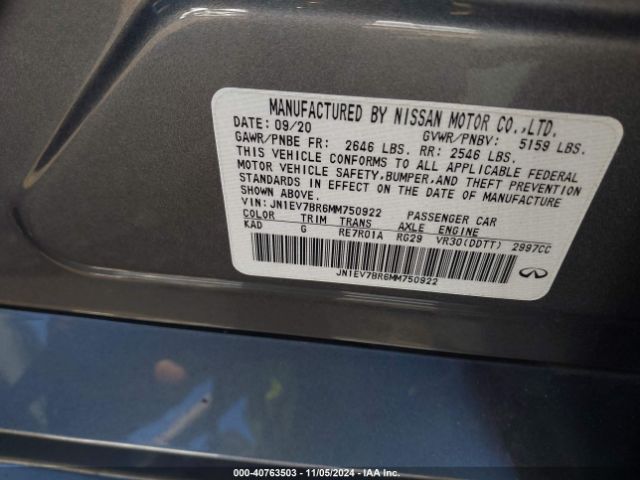 MANUFACTURED BY NISSAN MOTOR CO.,LTD.
DATE: 09/20 GVWR/PNBV: 5159 LBS.
GAWR/PNBE FR: 2646 LBS. RR: 2546 LBS.
THIS VEHICLE CONFORMS TO ALL APPLICABLE FEDERAL
MOTOR VEHICLE SAFETY,BUMPER,AND THEFT PREVENTION
STANDARDS IN EFFECT ON THE DATE OF MANUFACTURE
SHOWN ABOVE.
VIN: JN1EV7BR6MM750922 PASSENGER CAR
COLOR TRIM TRANS AXLE ENGINE
KAD G RE7R01A RG29 VR30(DDTT) 2997CC
JN1EV7BR6MM750922
000-40763503 - 11/05/2024 - IAA Inc.